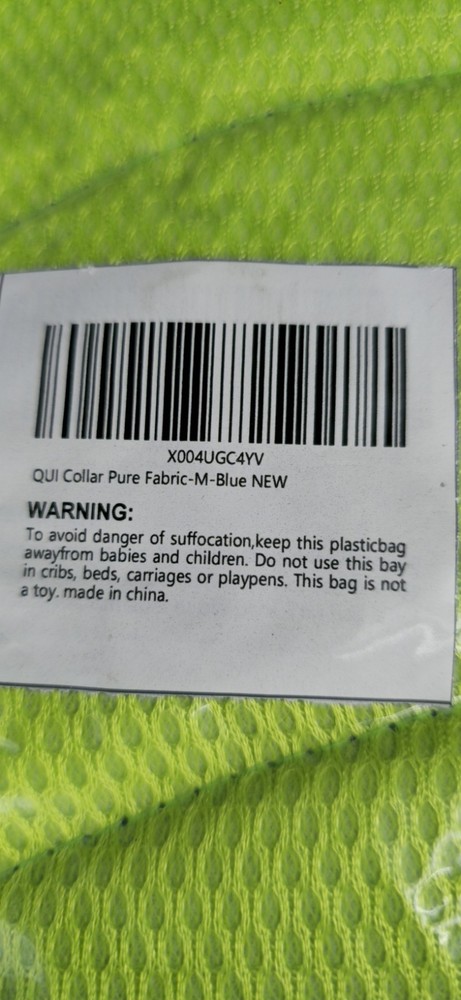 X004UGC4YV
QUI Collar Pure Fabric-M-Blue NEW
WARNING:
To avoid danger of suffocation,keep this plasticbag
awayfrom babies and children. Do not use this bay
in cribs, beds, carriages or playpens. This bag is not
a toy. made in china.